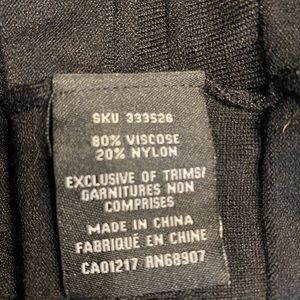 SKU 333526
80% VISCOSE
20% NYLON
EXCLUSIVE OF TRIMS/
GARNITURES NON
COMPRISES
MADE IN CHINA
FABRIQUÉ EN CHINE
CA01217 RN68907